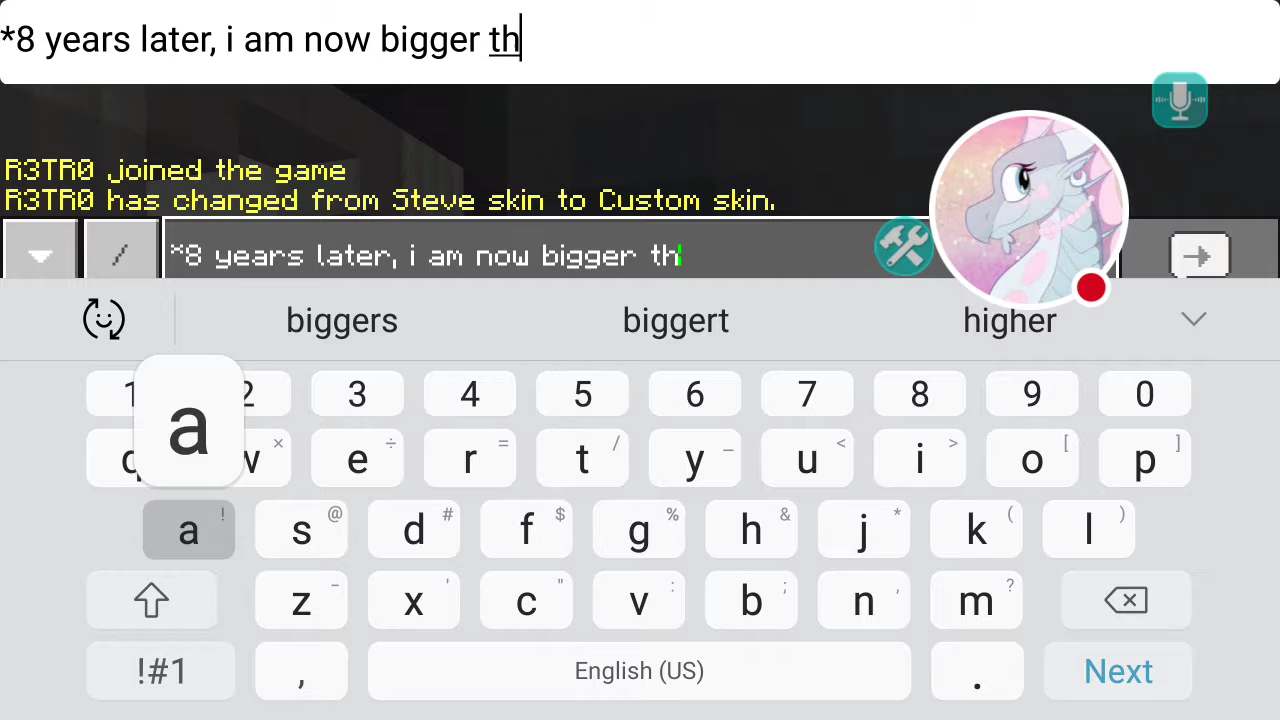 *8 years later, i am now bigger th
R3TR0 joined the game
R3TR0 has changed from Steve skin to Custom skin.
/ *8 years later, i am now bigger th
biggers biggert higher
1 2 3 4 5 6 7 8 9 0
a
q w × e ÷ r = t / y _ u < i > o [ p ]
a ! s @ d # f $ g % h & j * k ( l )
z - x ' c " v : b ; n , m ?
!#1 , English (US) . Next